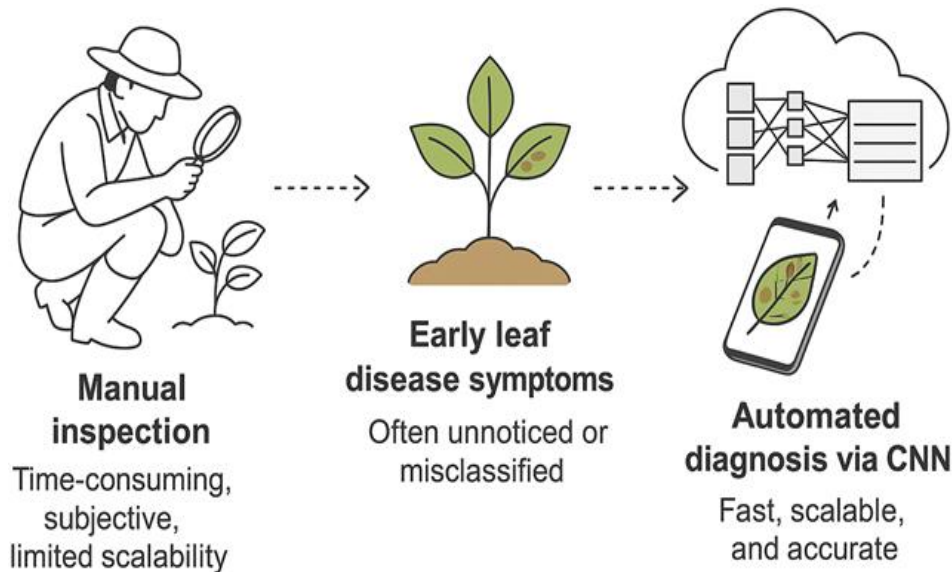 Manual
inspection
Time-consuming,
subjective,
limited scalability
Early leaf
disease symptoms
Often unnoticed or
misclassified
Automated
diagnosis via CNN
Fast, scalable,
and accurate